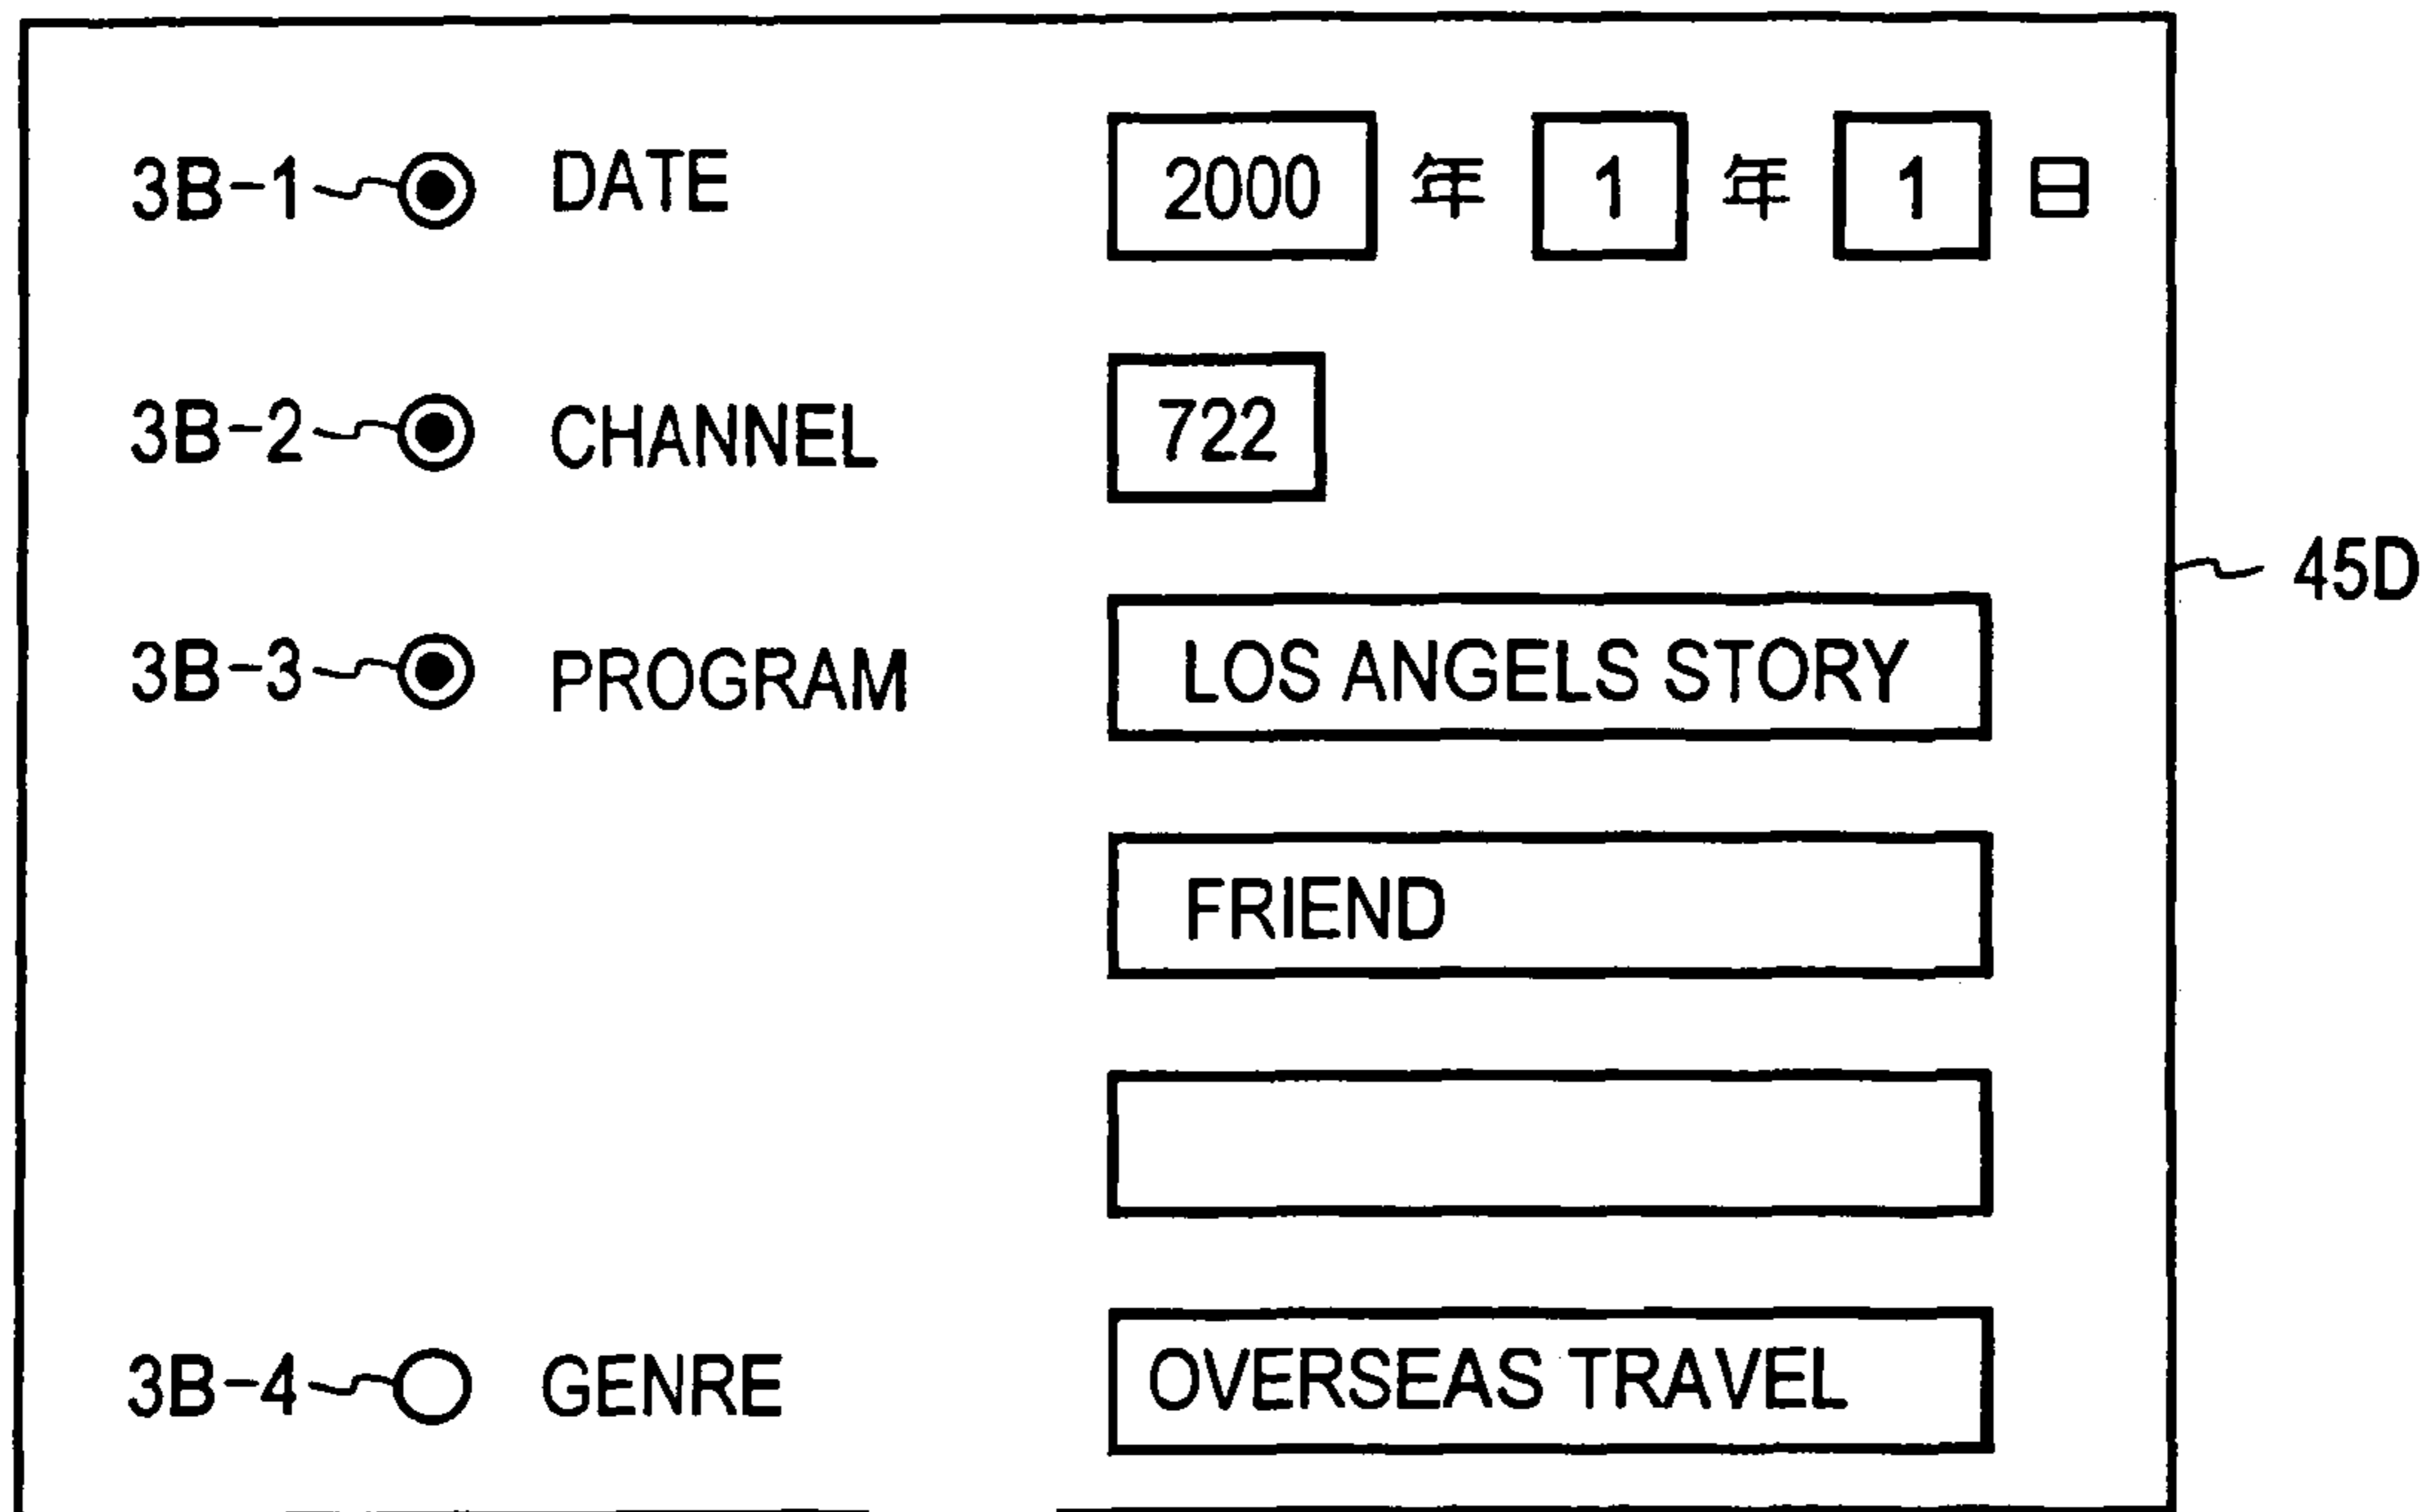 3B-1 DATE 2000 年 1 年 1 日
3B-2 CHANNEL 722
45D
3B-3 PROGRAM LOS ANGELS STORY
FRIEND
3B-4 GENRE OVERSEAS TRAVEL